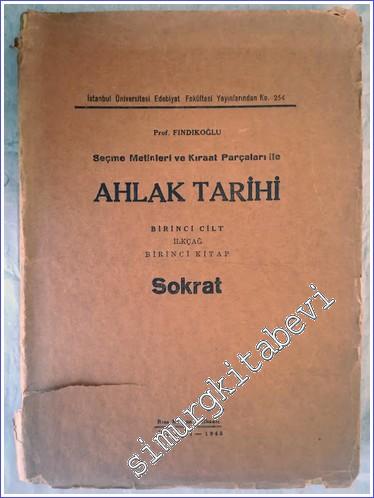 İstanbul Üniversitesi Edebiyat Fakültesi Yayınlarından No. 254
Prof. FINDIKOĞLU
Seçme Metinleri ve Kıraat Parçaları ile
AHLAK TARİHİ
BİRİNCİ CİLT
İLKÇAĞ
BİRİNCİ KİTAP
Sokrat
simurgkitabevi